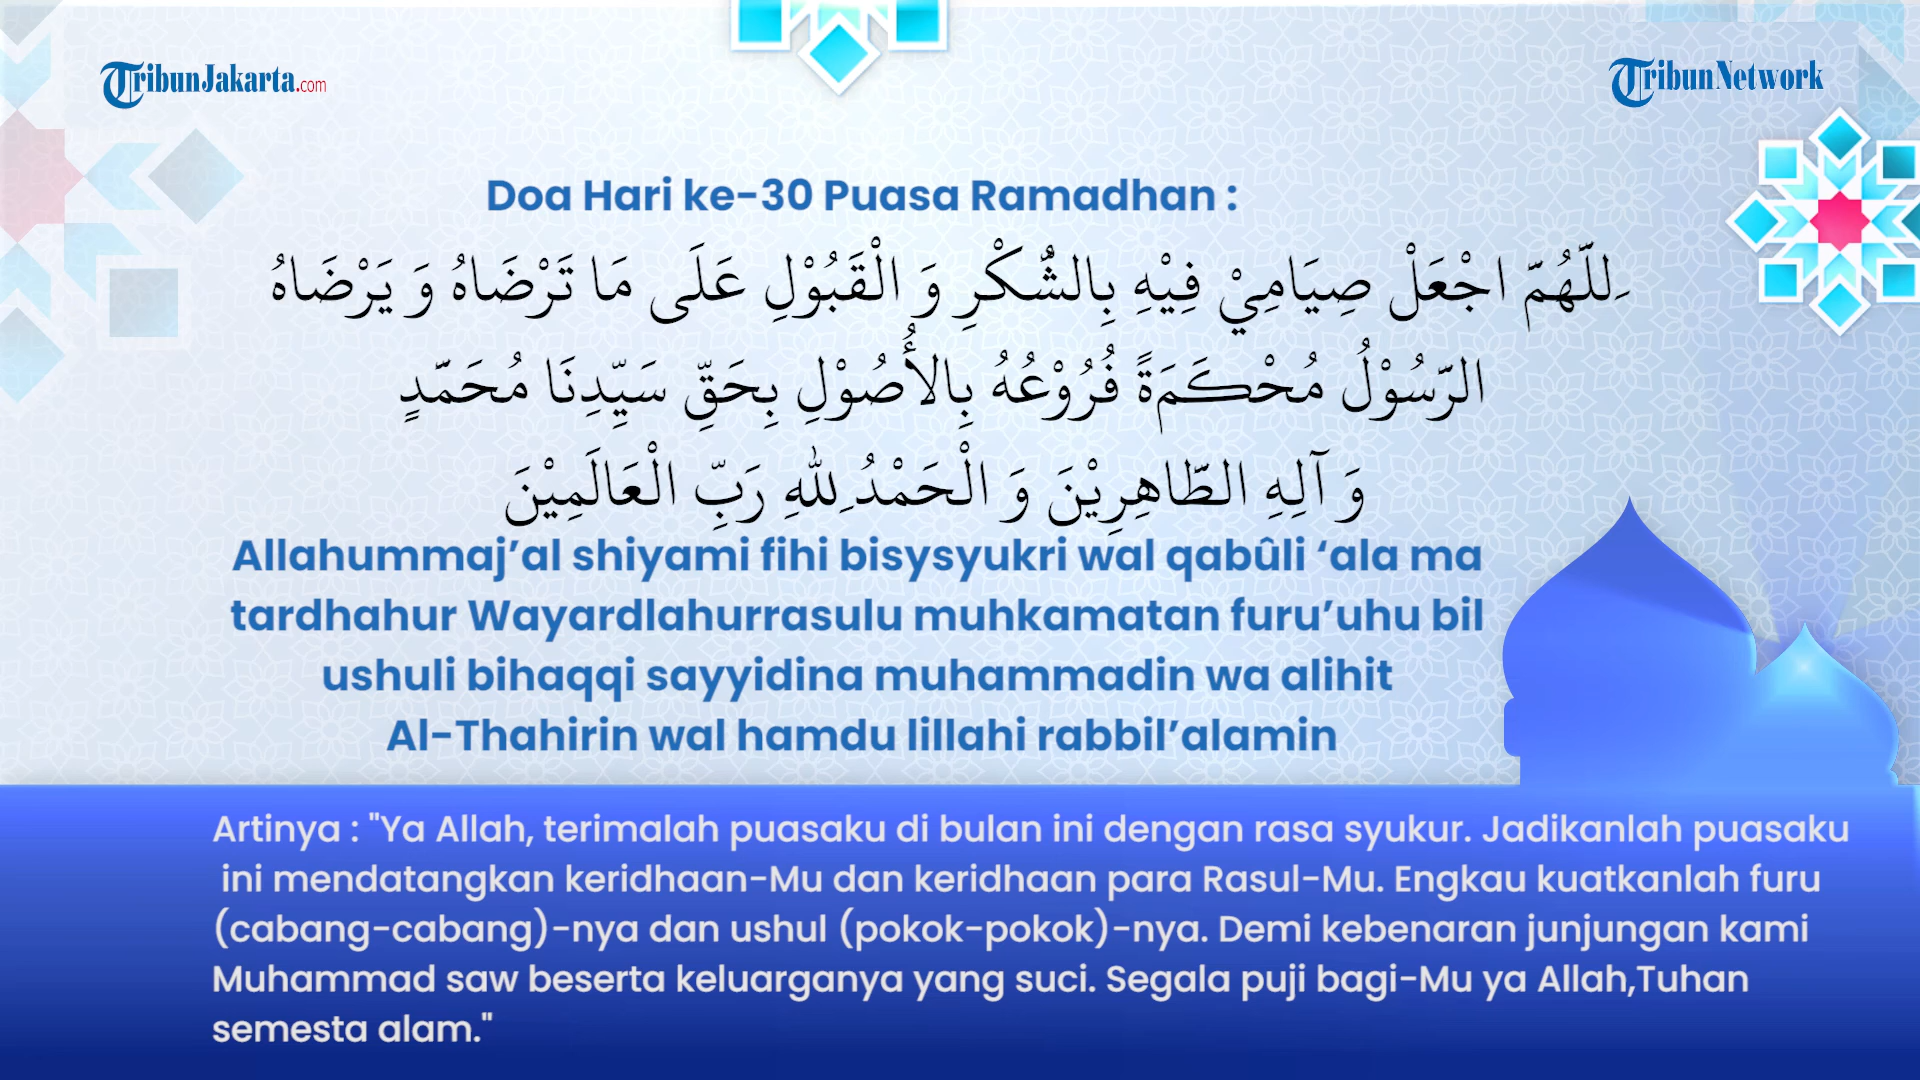 TribunJakarta.com
TribunNetwork
Doa Hari ke-30 Puasa Ramadhan :
ِللّهُمّ اجْعَلْ صِيَامِيْ فِيْهِ بِالشُّكْرِ وَ الْقَبُوْلِ عَلَى مَا تَرْضَاهُ وَ يَرْضَاهُ
الرّسُوْلُ مُحْكَمَةً فُرُوْعُهُ بِالأُصُوْلِ بِحَقِّ سَيِّدِنَا مُحَمّدٍ
وَ آلِهِ الطّاهِرِيْنَ وَ الْحَمْدُ ِللهِ رَبِّ الْعَالَمِيْنَ
Allahummaj’al shiyami fihi bisysyukri wal qabûli ‘ala ma
tardhahur Wayardlahurrasulu muhkamatan furu’uhu bil
ushuli bihaqqi sayyidina muhammadin wa alihit
Al-Thahirin wal hamdu lillahi rabbil’alamin
Artinya : "Ya Allah, terimalah puasaku di bulan ini dengan rasa syukur. Jadikanlah puasaku
ini mendatangkan keridhaan-Mu dan keridhaan para Rasul-Mu. Engkau kuatkanlah furu
(cabang-cabang)-nya dan ushul (pokok-pokok)-nya. Demi kebenaran junjungan kami
Muhammad saw beserta keluarganya yang suci. Segala puji bagi-Mu ya Allah,Tuhan
semesta alam."